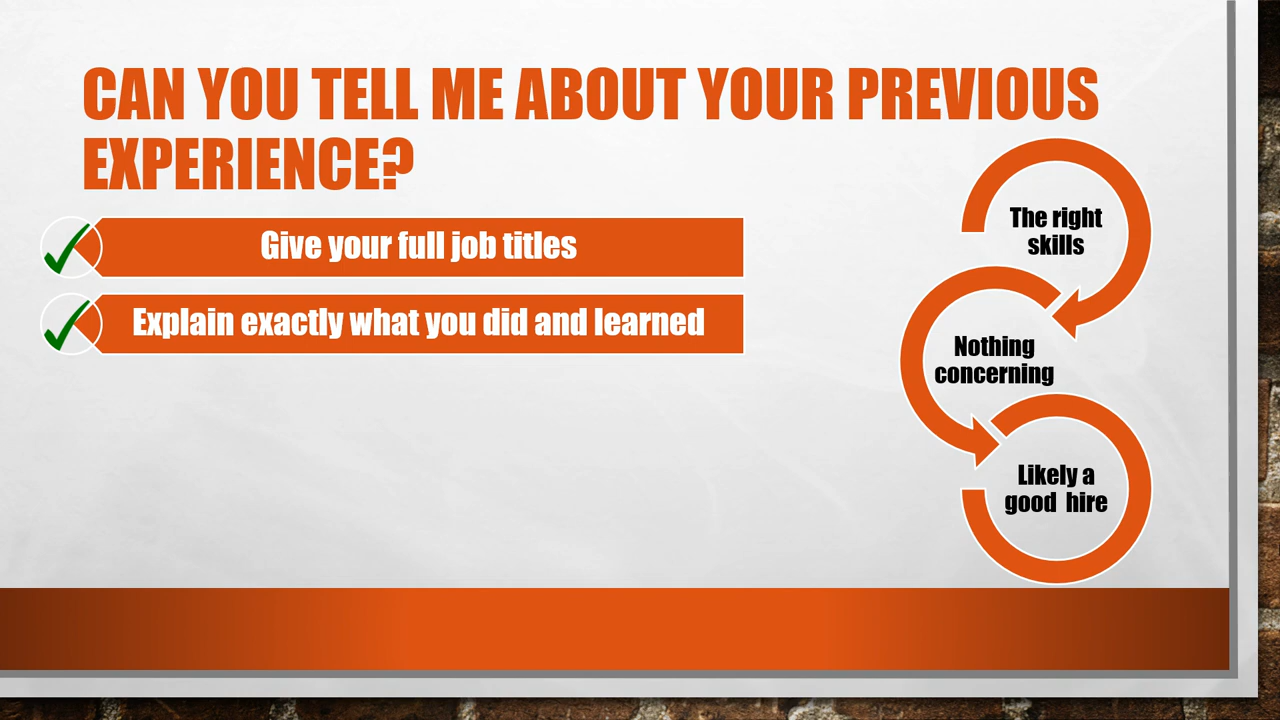 CAN YOU TELL ME ABOUT YOUR PREVIOUS
EXPERIENCE?
Give your full job titles
Explain exactly what you did and learned
The right
skills
Nothing
concerning
Likely a
good hire